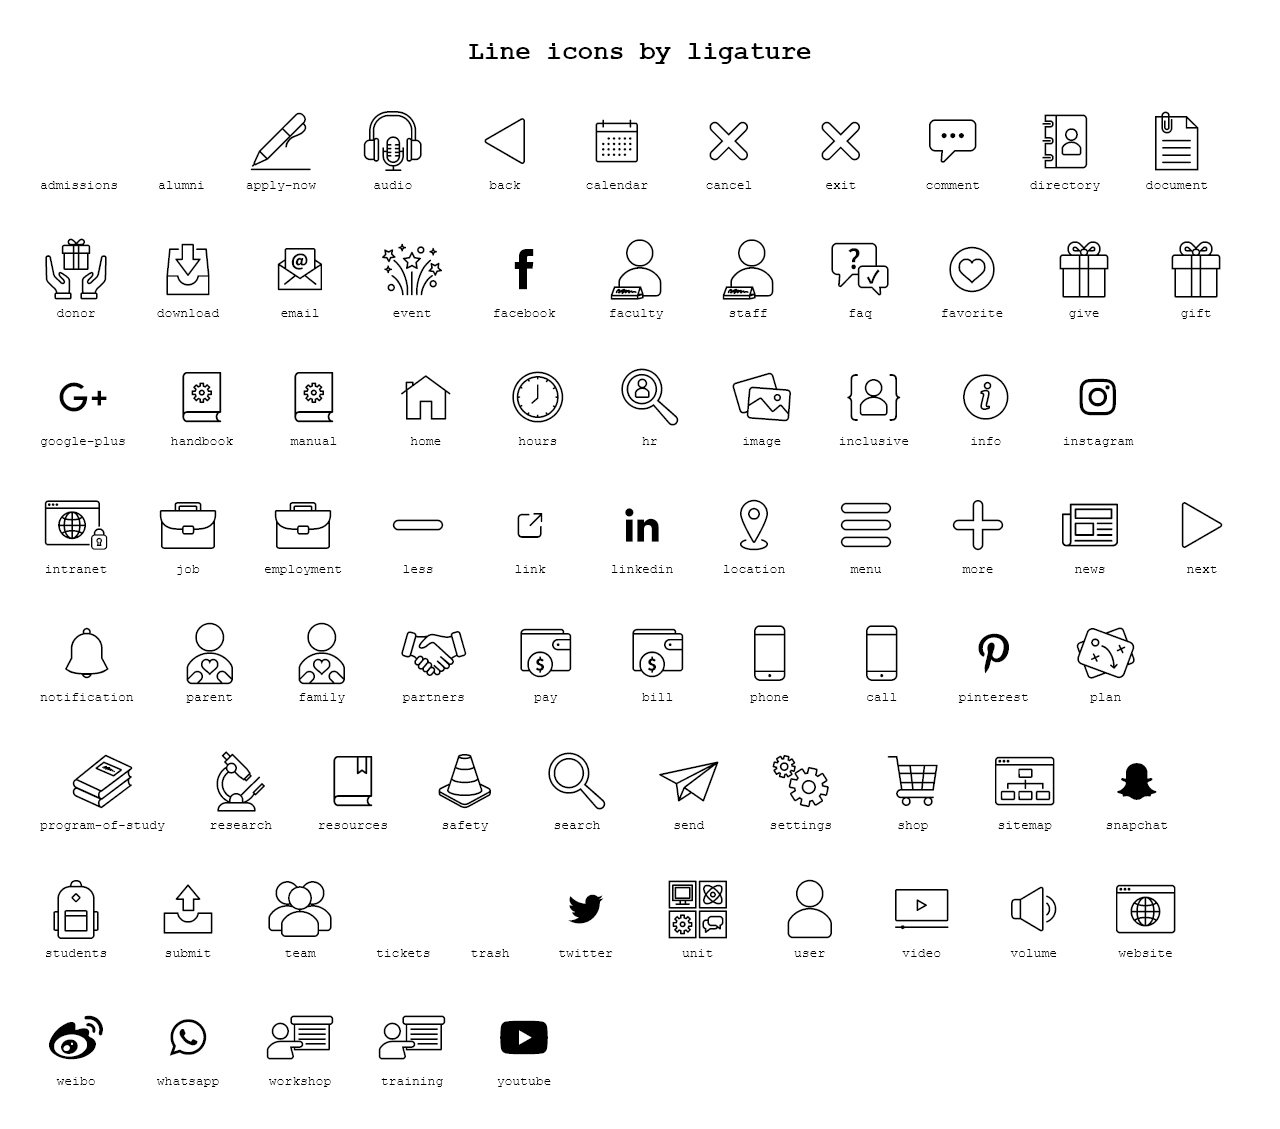 Line icons by ligature
admissions alumni apply-now audio back calendar cancel exit comment directory document
donor download email event facebook faculty staff faq favorite give gift
google-plus handbook manual home hours hr image inclusive info instagram
intranet job employment less link linkedin location menu more news next
notification parent family partners pay bill phone call pinterest plan
program-of-study research resources safety search send settings shop sitemap snapchat
students submit team tickets trash twitter unit user video volume website
weibo whatsapp workshop training youtube